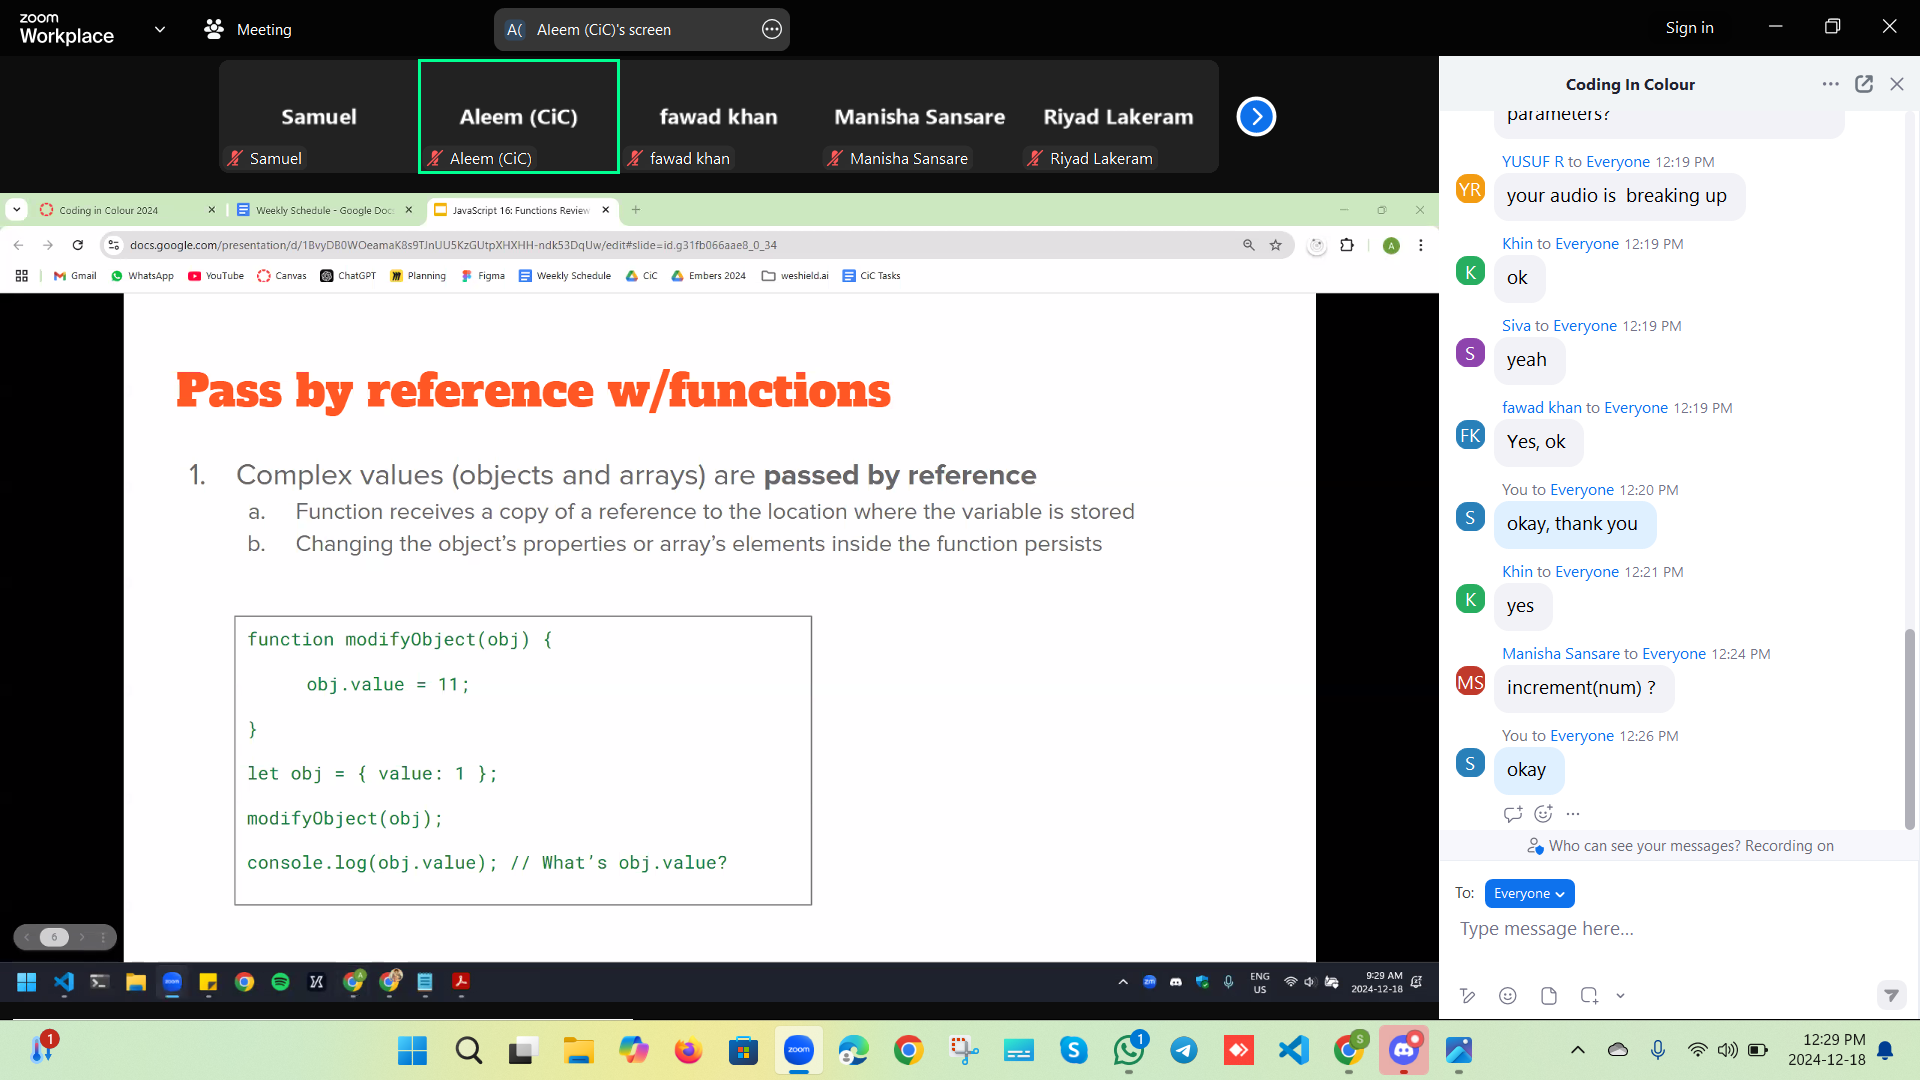 zoom
Workplace
Meeting
A( Aleem (CiC)'s screen
Sign in
Samuel
Samuel
Aleem (CiC)
Aleem (CiC)
fawad khan
fawad khan
Manisha Sansare
Manisha Sansare
Riyad Lakeram
Riyad Lakeram
Coding in Colour 2024
Weekly Schedule - Google Doc
JavaScript 16: Functions Review
docs.google.com/presentation/d/1BvyDB0WOeamaK8s9TJnUU5KzGUtpXHXHH-ndk53DqUw/edit#slide=id.g31fb066aae8_0_34
A
Gmail
WhatsApp
YouTube
Canvas
ChatGPT
Planning
Figma
Weekly Schedule
CiC
Embers 2024
weshield.ai
CiC Tasks
Pass by reference w/functions
1. Complex values (objects and arrays) are passed by reference
a. Function receives a copy of a reference to the location where the variable is stored
b. Changing the object's properties or array's elements inside the function persists
function modifyObject(obj) {
obj.value = 11;
}
let obj = { value: 1 };
modifyObject(obj);
console.log(obj.value); // What's obj.value?
6
ENG
US
9:29 AM
2024-12-18
Coding In Colour
parameters?
YUSUF R to Everyone 12:19 PM
YR
your audio is  breaking up
Khin to Everyone 12:19 PM
K
ok
Siva to Everyone 12:19 PM
S
yeah
fawad khan to Everyone 12:19 PM
FK
Yes, ok
You to Everyone 12:20 PM
S
okay, thank you
Khin to Everyone 12:21 PM
K
yes
Manisha Sansare to Everyone 12:24 PM
MS
increment(num) ?
You to Everyone 12:26 PM
S
okay
Who can see your messages? Recording on
To: Everyone
Type message here...
1
zoom
1
S
12:29 PM
2024-12-18